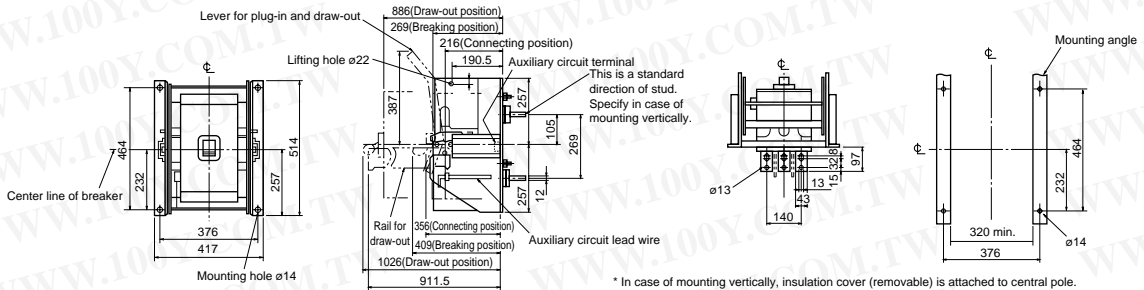 886(Draw-out position)
Lever for plug-in and draw-out
269(Breaking position)
216(Connecting position)
190.5
Lifting hole ø22
Auxiliary circuit terminal
This is a standard
direction of stud.
Specify in case of
mounting vertically.
Mounting angle
℄
464
232
514
257
Center line of breaker
376
417
Mounting hole ø14
387
257
105
269
12
257
Rail for
draw-out
356(Connecting position)
409(Breaking position)
Auxiliary circuit lead wire
1026(Draw-out position)
911.5
℄
ø13
8
32
15
97
13
43
140
℄
℄
464
232
320 min.
376
ø14
* In case of mounting vertically, insulation cover (removable) is attached to central pole.
WWW.100Y.COM.TW